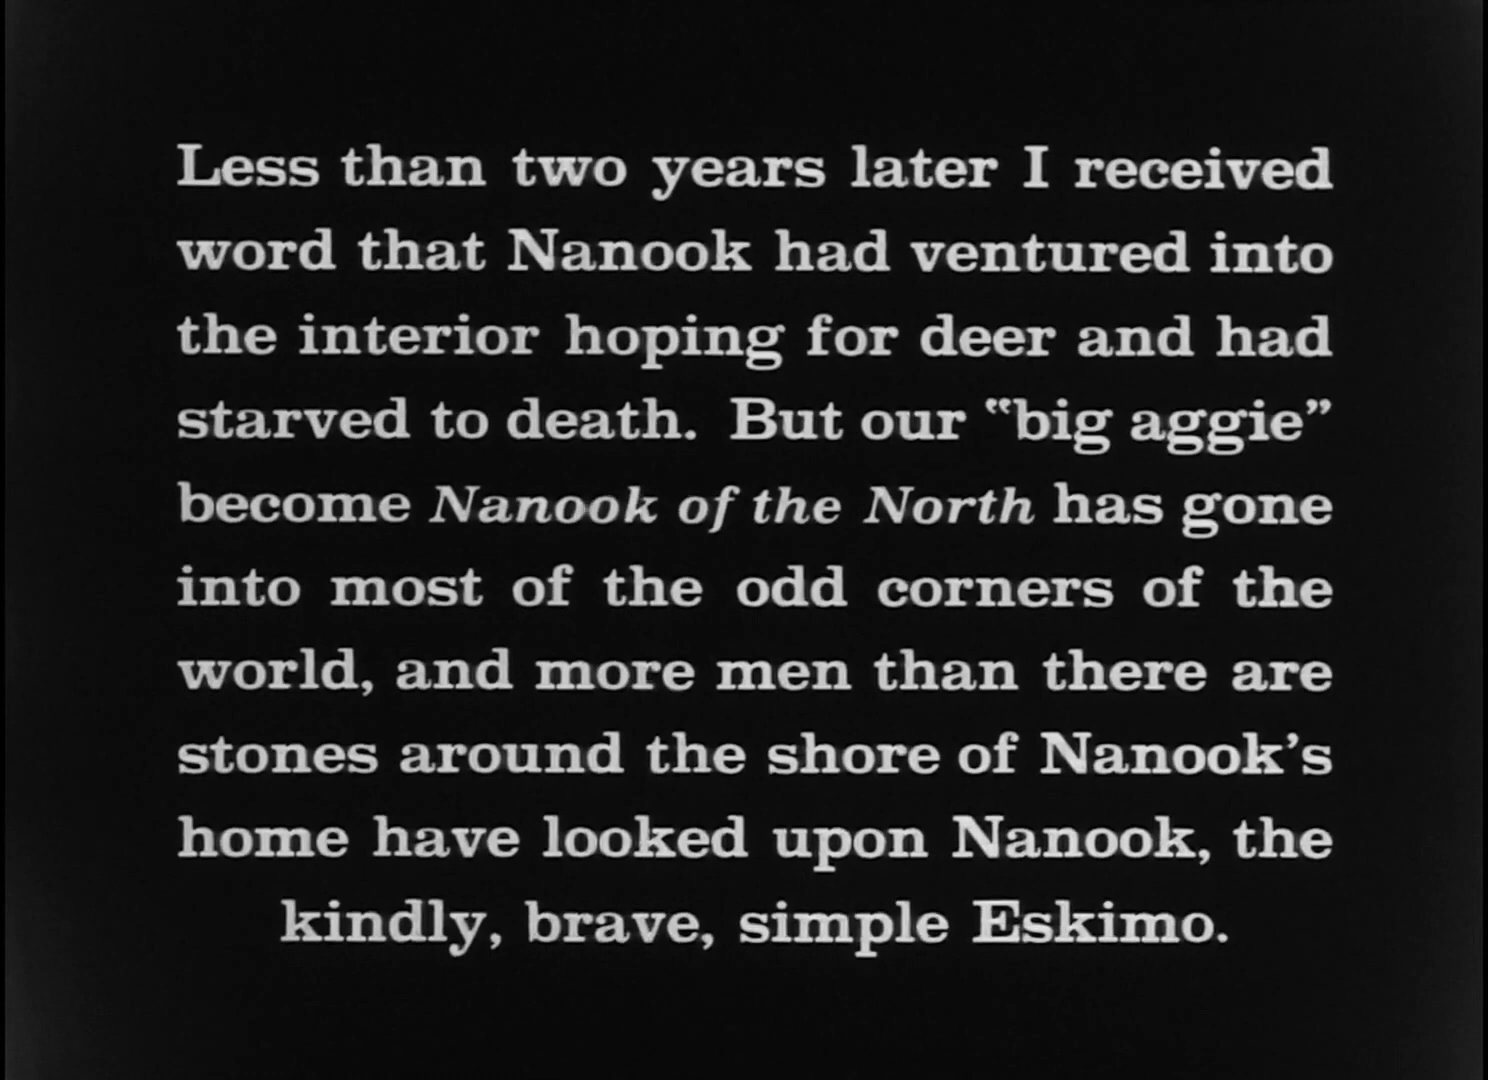 Less than two years later I received
word that Nanook had ventured into
the interior hoping for deer and had
starved to death. But our “big aggie”
become Nanook of the North has gone
into most of the odd corners of the
world, and more men than there are
stones around the shore of Nanook’s
home have looked upon Nanook, the
kindly, brave, simple Eskimo.